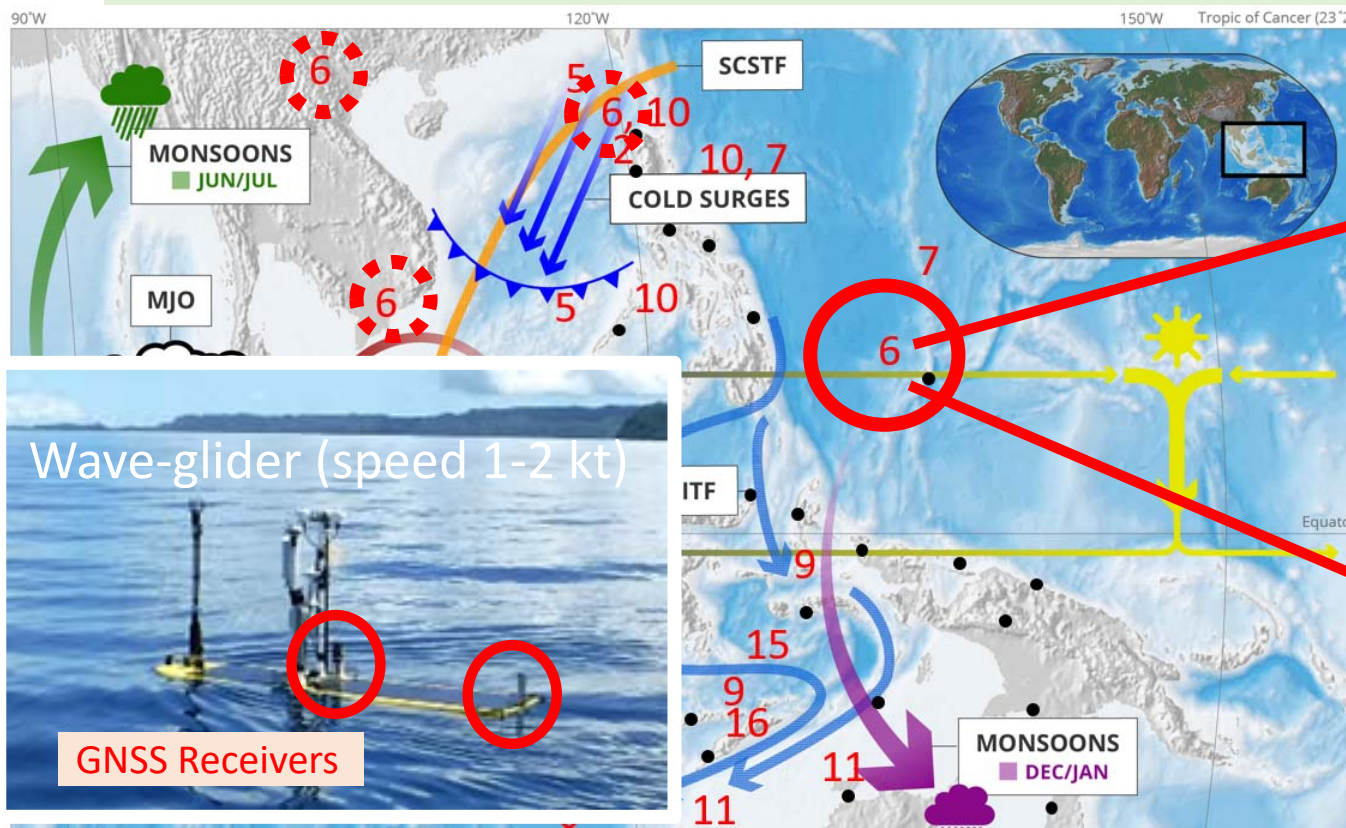 90°W
120°W
150°W
Tropic of Cancer (23°2
SCSTF
6
5
6, 10
2
10, 7
MONSOONS
JUN/JUL
COLD SURGES
7
MJO
6
5
10
6
Wave-glider (speed 1-2 kt)
ITF
Equato
9
15
9
16
GNSS Receivers
MONSOONS
DEC/JAN
11
11